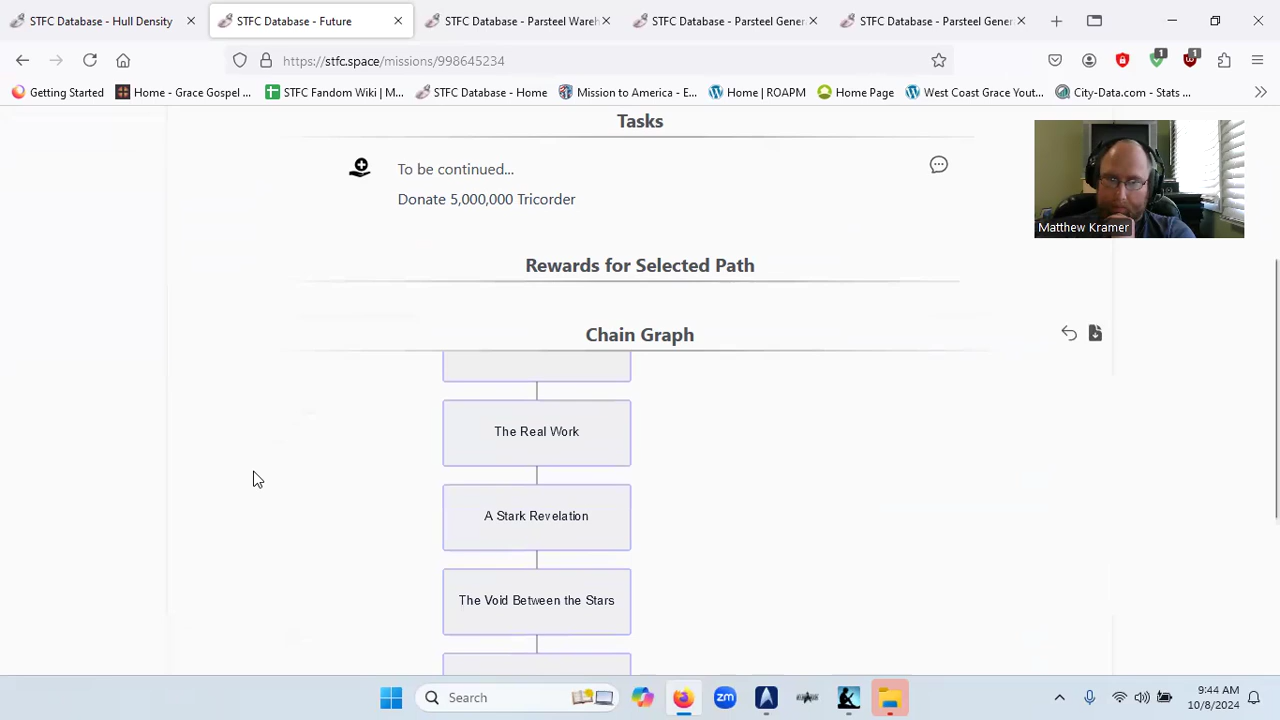 STFC Database - Hull Density
STFC Database - Future
STFC Database - Parsteel Wareh
STFC Database - Parsteel Gener
STFC Database - Parsteel Gener
https://stfc.space/missions/990645234
1
1
Getting Started
Home - Grace Gospel ...
STFC Fandom Wiki | M...
STFC Database - Home
Mission to America - E...
Home | ROAPM
Home Page
West Coast Grace Yout...
City-Data.com - Stats ...
Tasks
To be continued...
Donate 5,000,000 Tricorder
Matthew Kramer
Rewards for Selected Path
Chain Graph
The Real Work
A Stark Revelation
The Void Between the Stars
Search
9:44 AM
10/8/2024